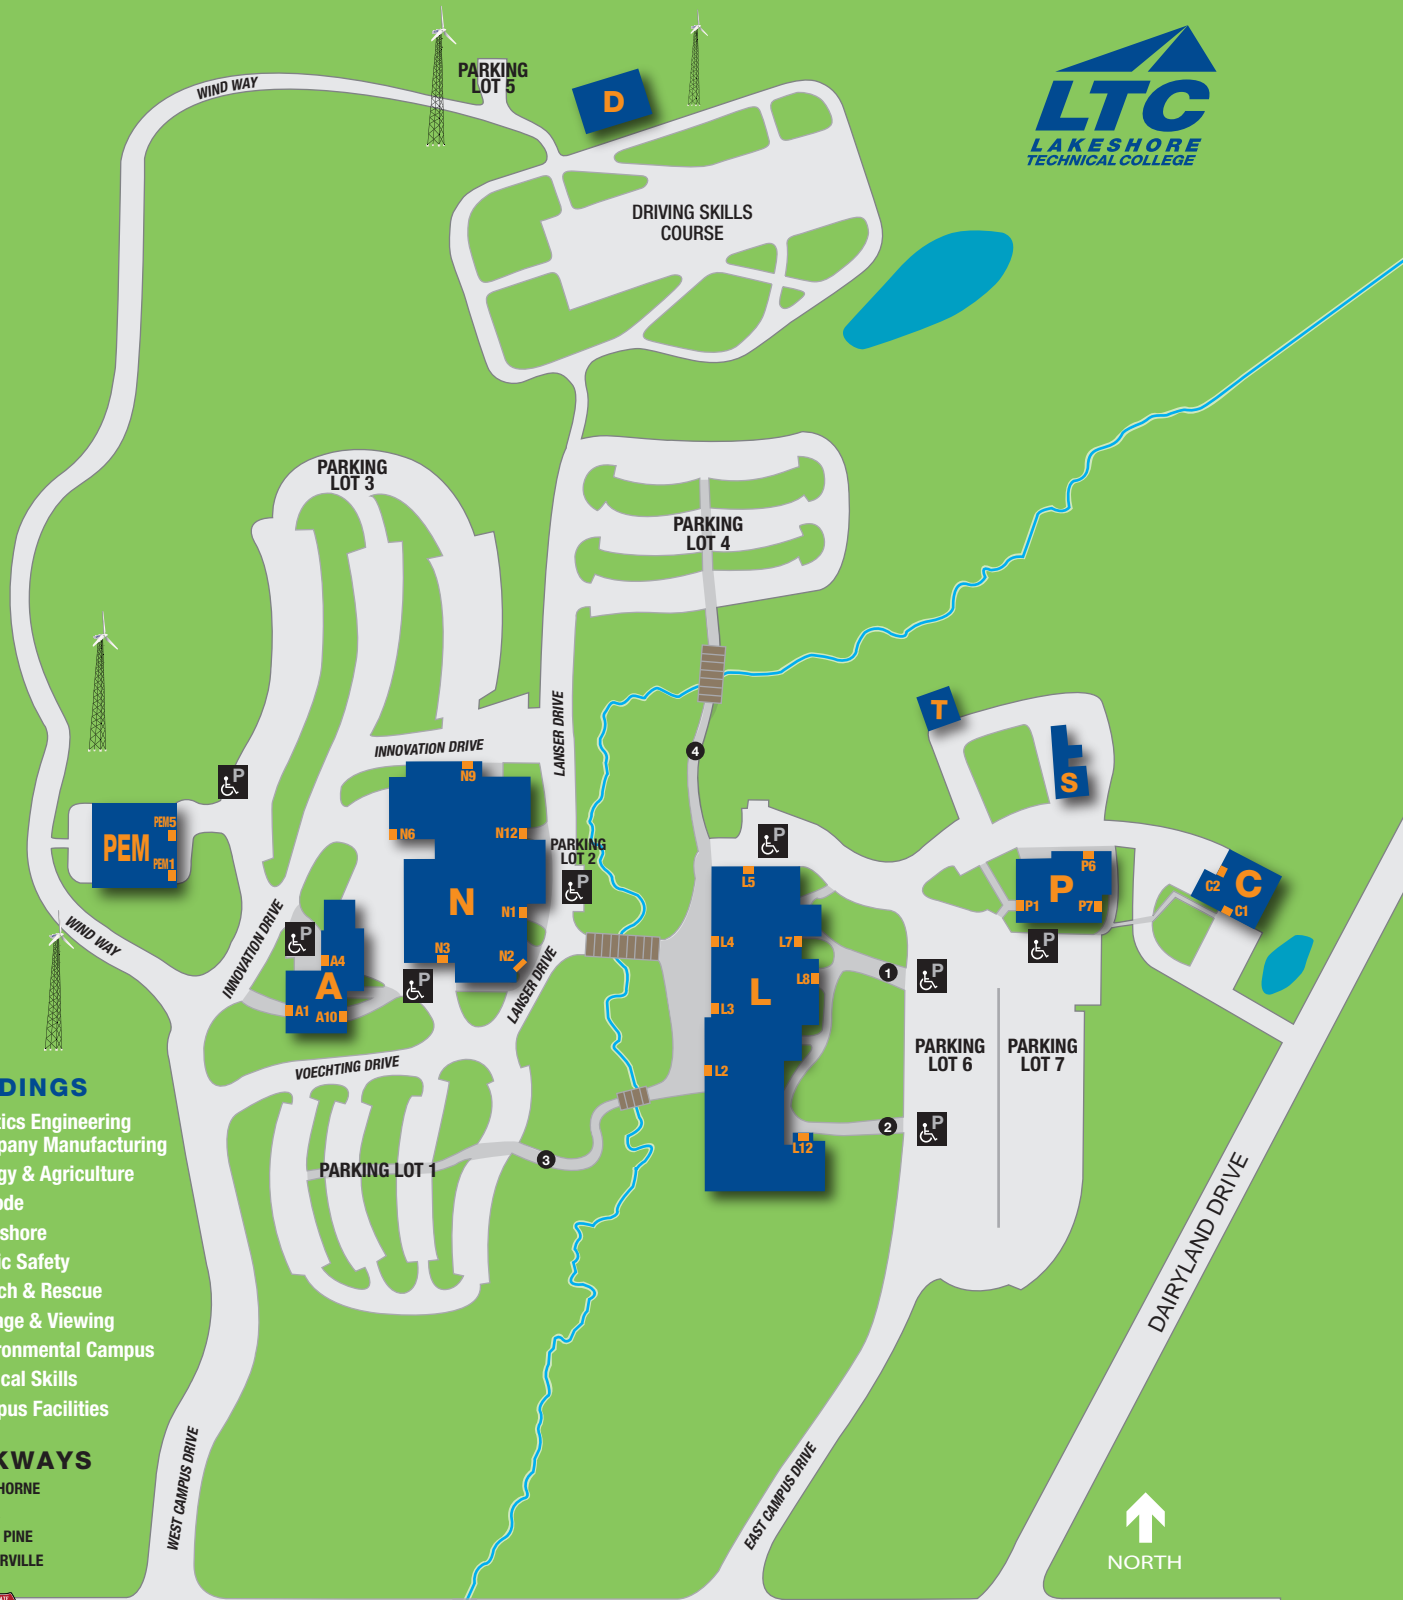 PARKING
LOT 5
D
WIND WAY
LTC
LAKESHORE
TECHNICAL COLLEGE
DRIVING SKILLS
COURSE
PARKING
LOT 3
PARKING
LOT 4
T
LANSER DRIVE
INNOVATION DRIVE
4
S
P
N9
PEM5
PEM
PEM1
N6
N12
PARKING
LOT 2
P
N
N1
N3
N2
P
L5
L4
L7
L8
L
L3
L2
L12
P6
P
P1
P7
C2
C
C1
P
WIND WAY
INNOVATION DRIVE
P
A4
A
A1
A10
P
LANSER DRIVE
1
P
PARKING
LOT 6
PARKING
LOT 7
VOECHTING DRIVE
2
P
3
PARKING LOT 1
DINGS
tics Engineering
pany Manufacturing
gy & Agriculture
ode
shore
ic Safety
ch & Rescue
age & Viewing
ronmental Campus
ical Skills
pus Facilities
KWAYS
HORNE
PINE
RVILLE
WEST CAMPUS DRIVE
EAST CAMPUS DRIVE
DAIRYLAND DRIVE
NORTH